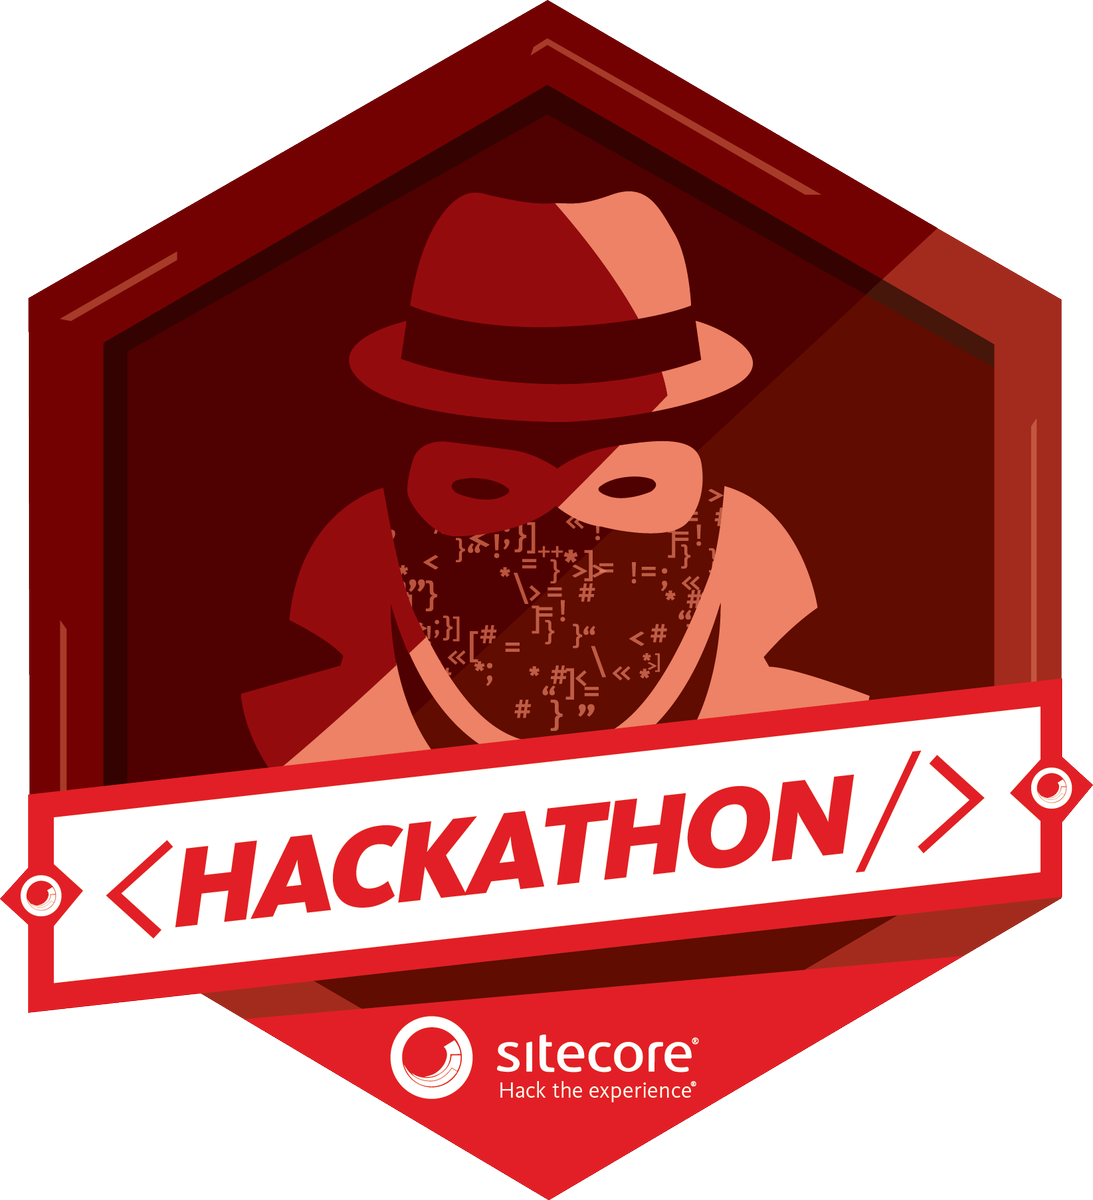 <HACKATHON/>
sitecore®
Hack the experience®